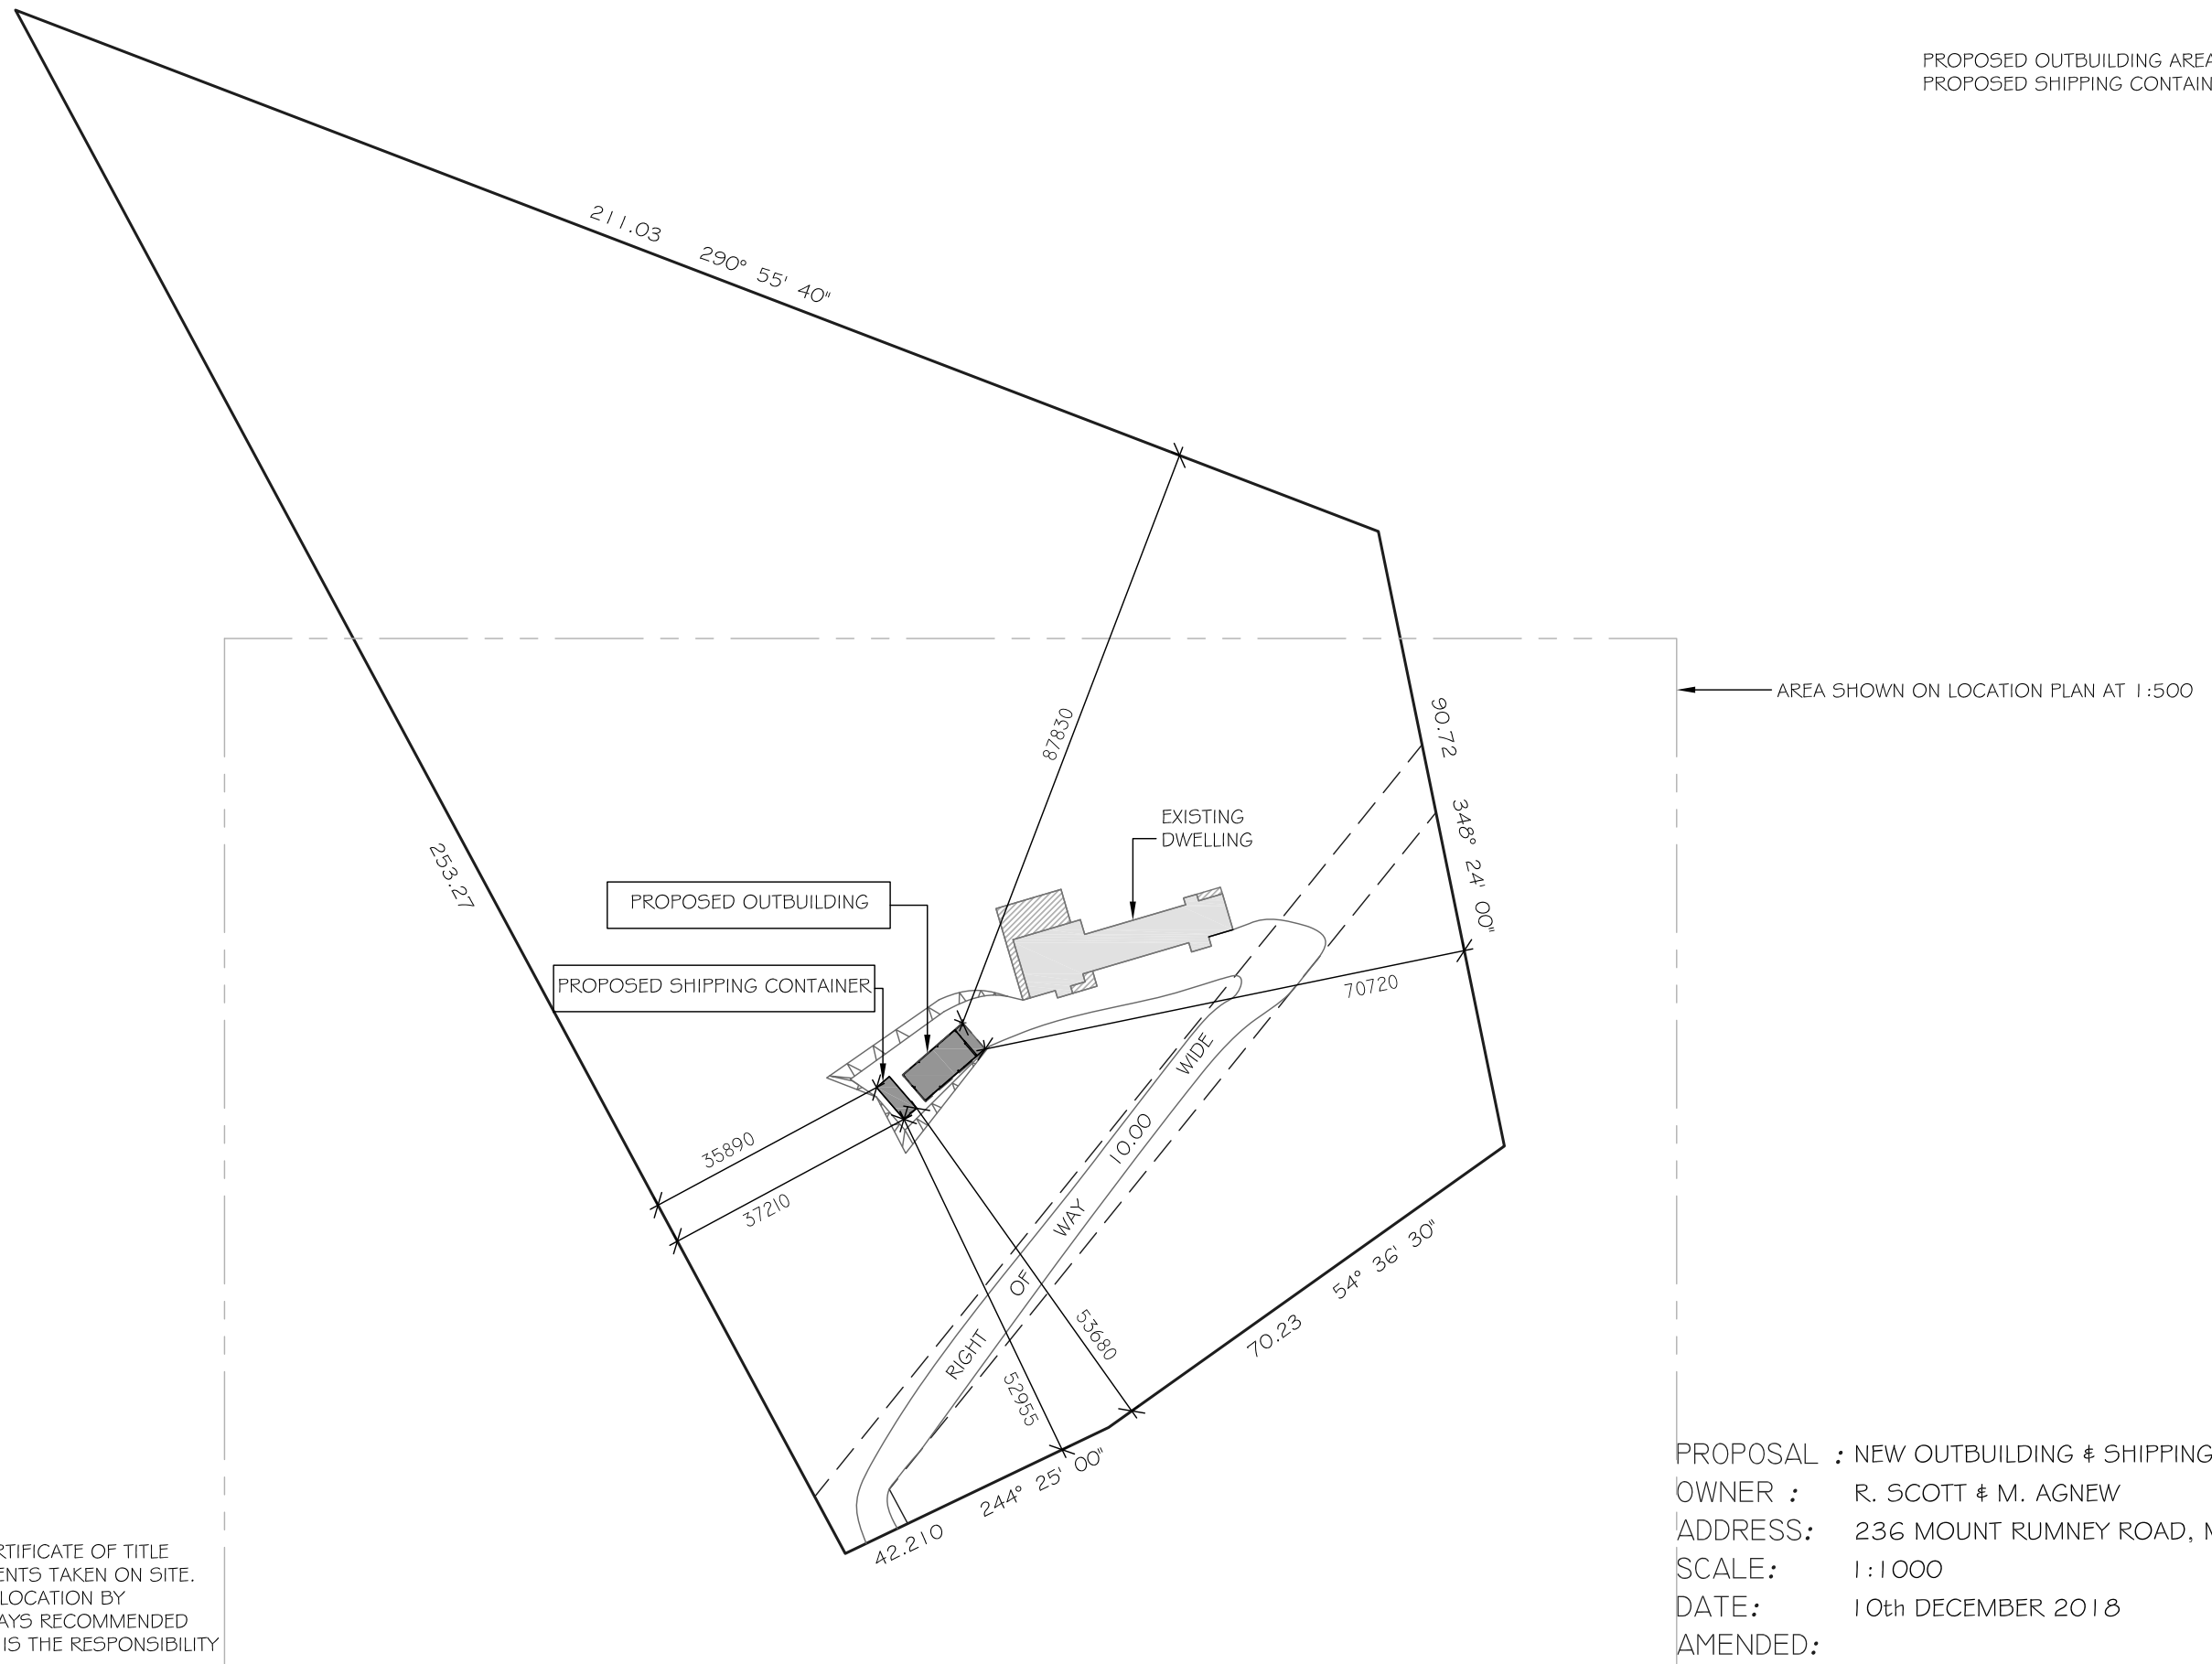 PROPOSED OUTBUILDING AREA
PROPOSED SHIPPING
211.03 290° 55' 40"
AREA SHOWN ON LOCATION PLAN AT 1:500
90.72 348° 24' 00"
87830
EXISTING
DWELLING
253.27
PROPOSED OUTBUILDING
PROPOSED SHIPPING CONTAINER
70720
35890
37210
RIGHT OF WAY 10.00 WIDE
53680
52955
70.23 54° 36' 30"
42.210 244° 25' 00"
PROPOSAL : NEW OUTBUILDING & SHIPPING
OWNER : R. SCOTT & M. AGNEW
ADDRESS: 236 MOUNT RUMNEY ROAD,
SCALE: 1:1000
DATE: 10th DECEMBER 2018
AMENDED:
OF TITLE
TAKEN ON SITE.
LOCATION BY
RECOMMENDED
IS THE RESPONSIBILITY